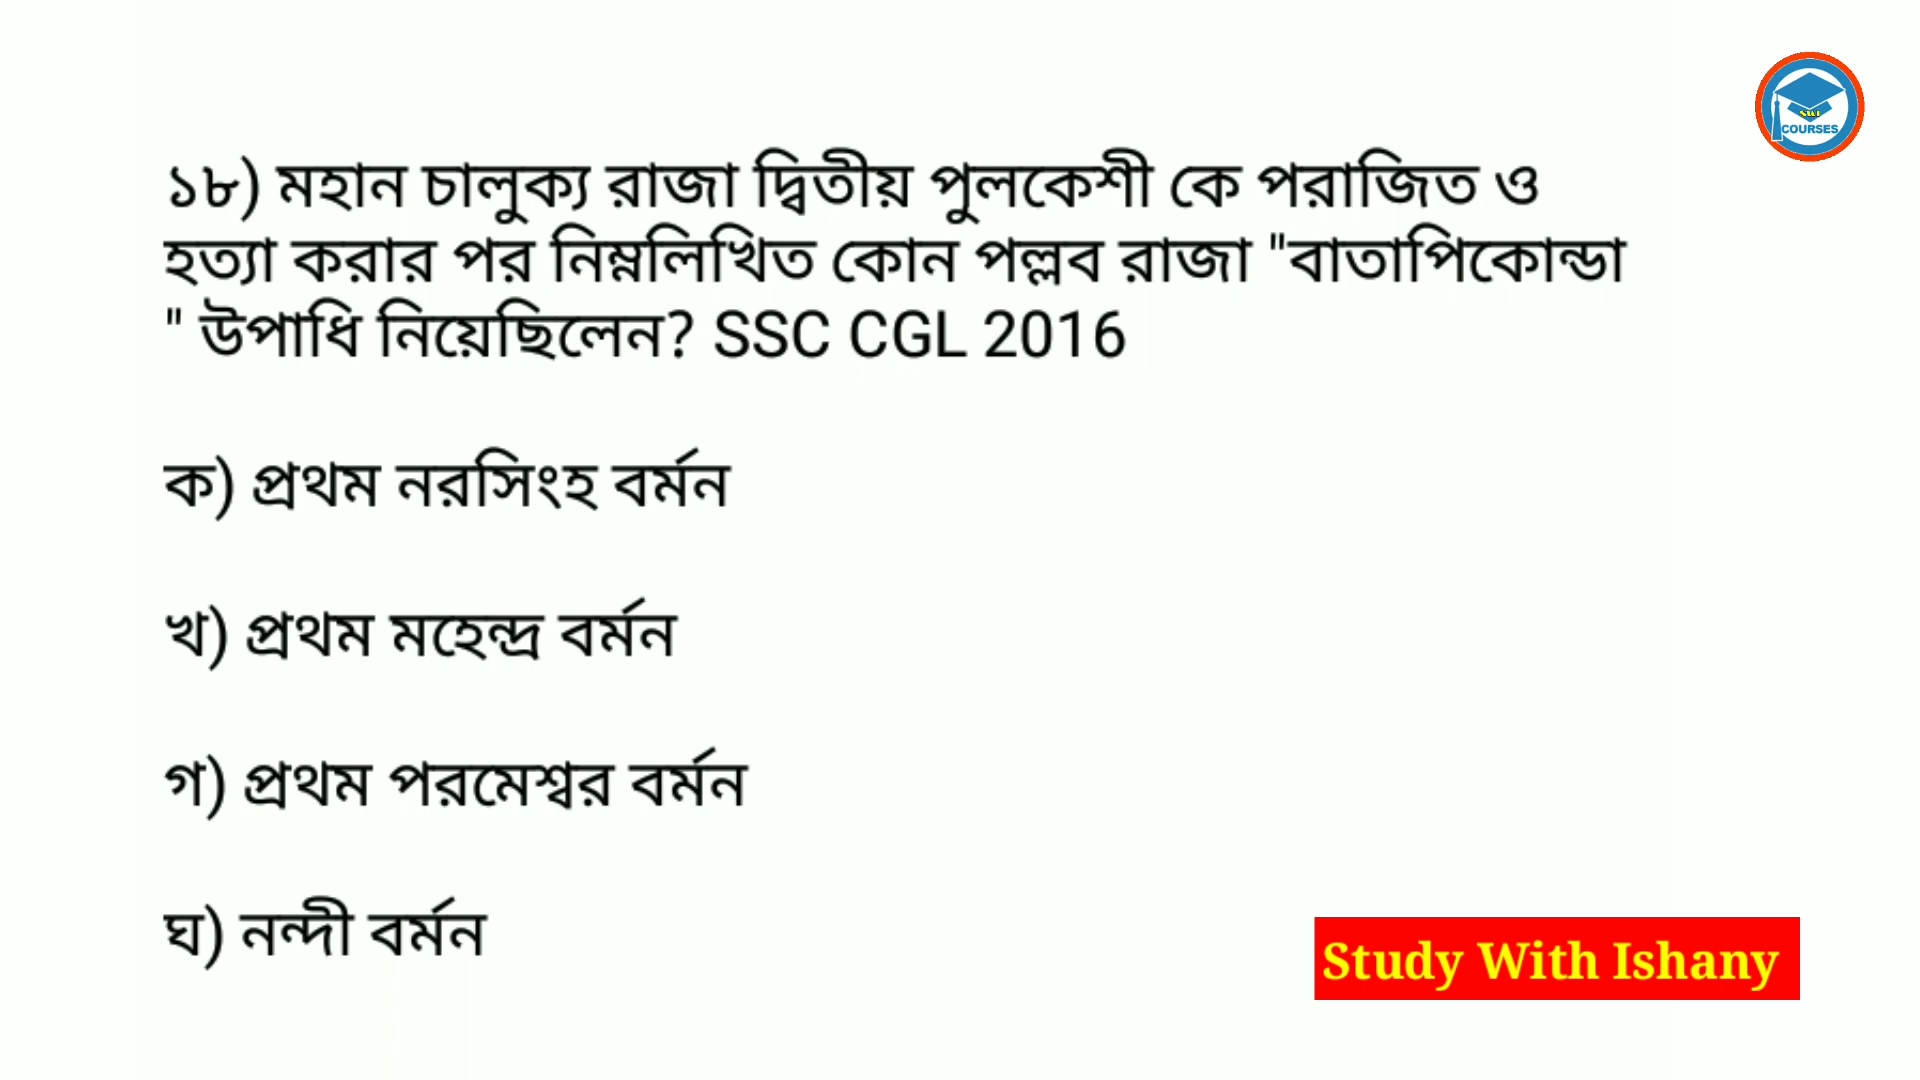 SWI
COURSES
১৮) মহান চালুক্য রাজা দ্বিতীয় পুলকেশী কে পরাজিত ও
হত্যা করার পর নিম্নলিখিত কোন পল্লব রাজা "বাতাপিকোন্ডা
" উপাধি নিয়েছিলেন? SSC CGL 2016
ক) প্রথম নরসিংহ বর্মন
খ) প্রথম মহেন্দ্র বর্মন
গ) প্রথম পরমেশ্বর বর্মন
ঘ) নন্দী বর্মন
Study With Ishany